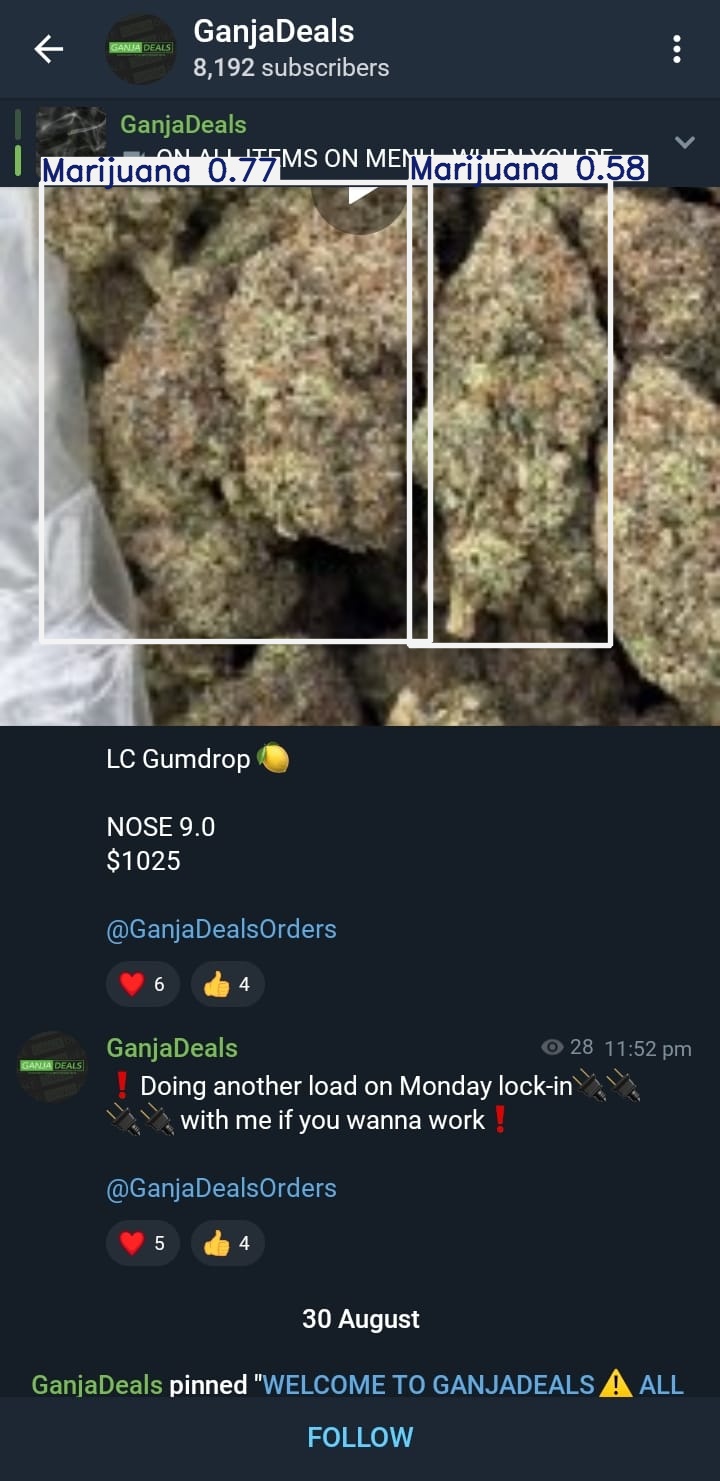 GanjaDeals
8,192 subscribers
GANJA DEALS
GanjaDeals
ON ALL ITEMS ON MENU WHEN YOU'RE
Marijuana 0.77
Marijuana 0.58
LC Gumdrop 🍋
NOSE 9.0
$1025
@GanjaDealsOrders
❤️ 6 👍 4
GanjaDeals
28 11:52 pm
GANJA DEALS
❗ Doing another load on Monday lock-in🔌🔌
🔌🔌 with me if you wanna work❗
@GanjaDealsOrders
❤️ 5 👍 4
30 August
GanjaDeals pinned "WELCOME TO GANJADEALS⚠️ ALL
FOLLOW